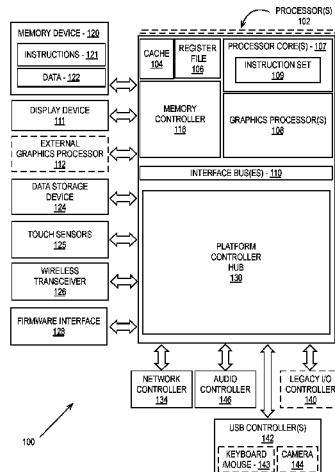 PROCESSOR(S)
102
MEMORY DEVICE - 120
INSTRUCTIONS - 121
DATA - 122
CACHE
104
REGISTER
FILE
106
PROCESSOR CORE(S) - 107
INSTRUCTION SET
109
MEMORY
CONTROLLER
116
GRAPHICS PROCESSOR(S)
108
DISPLAY DEVICE
111
EXTERNAL
GRAPHICS PROCESSOR
112
INTERFACE BUS(ES) - 110
DATA STORAGE
DEVICE
124
TOUCH SENSORS
125
WIRELESS
TRANSCEIVER
126
FIRMWARE INTERFACE
128
PLATFORM
CONTROLLER
HUB
130
NETWORK
CONTROLLER
134
AUDIO
CONTROLLER
146
LEGACY I/O
CONTROLLER
140
USB CONTROLLER(S)
142
KEYBOARD
/MOUSE - 143
CAMERA
144
100